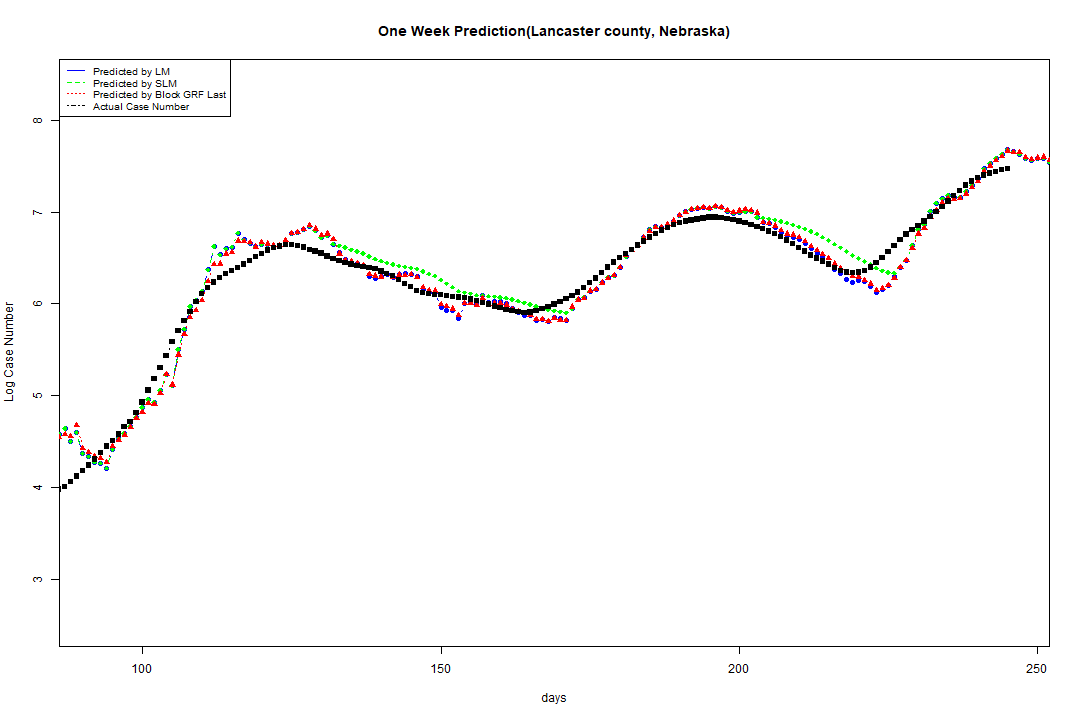 One Week Prediction(Lancaster county, Nebraska)
Predicted by LM
Predicted by SLM
Predicted by Block GRF Last
Actual Case Number
8
7
6
5
4
3
Log Case Number
100 150 200 250
days